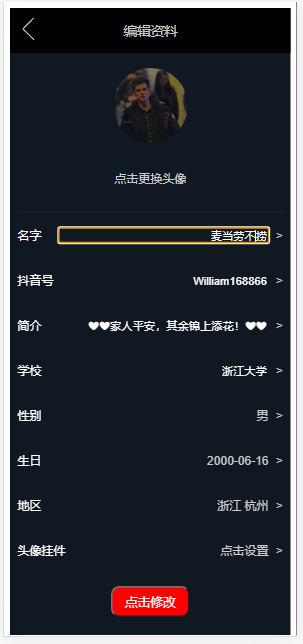 编辑资料
点击更换头像
名字 麦当劳不捞 >
抖音号 William168866 >
简介 ♥♥家人平安，其余锦上添花！♥♥ >
学校 浙江大学 >
性别 男 >
生日 2000-06-16 >
地区 浙江 杭州 >
头像挂件 点击设置 >
点击修改